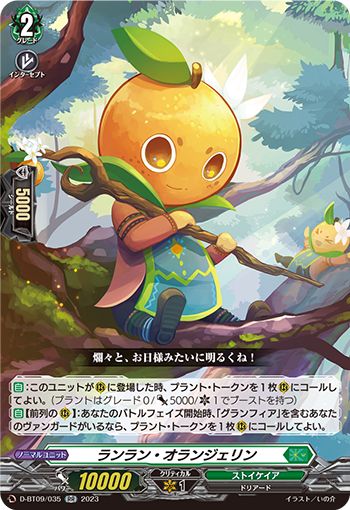 2
グレード
インターセプト
5000
シールド
爛々と、お日様みたいに明るくね！
自:このユニットがRに登場した時、プラント・トークンを1枚Rにコールし
てよい。(プラントはグレード0/5000/1でブーストを持つ)
自【前列のR】:あなたのバトルフェイズ開始時、「グランフィア」を含むあなた
のヴァンガードがいるなら、プラント・トークンを1枚Rにコールしてよい。
ノーマルユニット
ランラン・オランジェリン
パワー
10000
クリティカル
1
ストイケイア
ドリアード
D-BT09/035 RR 2023
イラスト/いの介